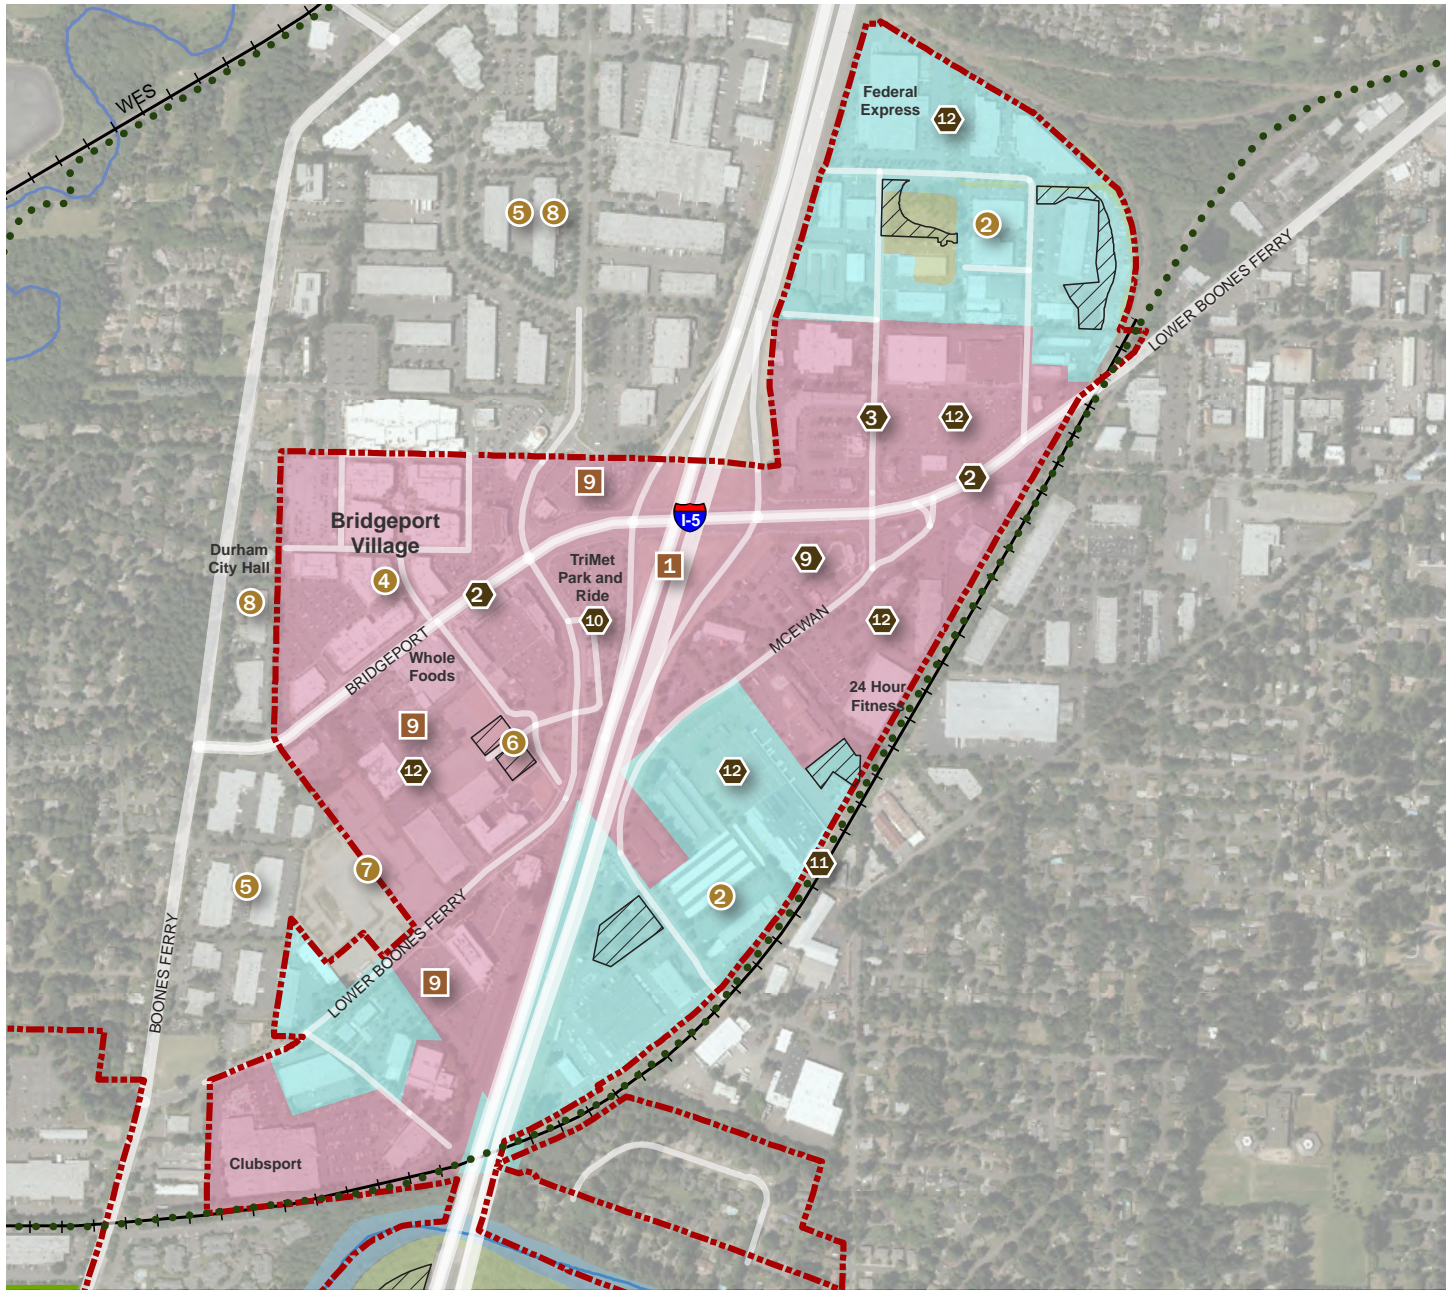 WES
Federal
Express
12
5
8
2
LOWER BOONES FERRY
3
12
2
9
I-5
Bridgeport
Village
Durham
City Hall
TriMet
Park and
Ride
1
9
4
8
2
10
12
MCEWAN
BRIDGEPORT
Whole
Foods
24 Hour
Fitness
9
6
12
12
11
7
5
2
LOWER BOONES FERRY
9
BOONES FERRY
Clubsport